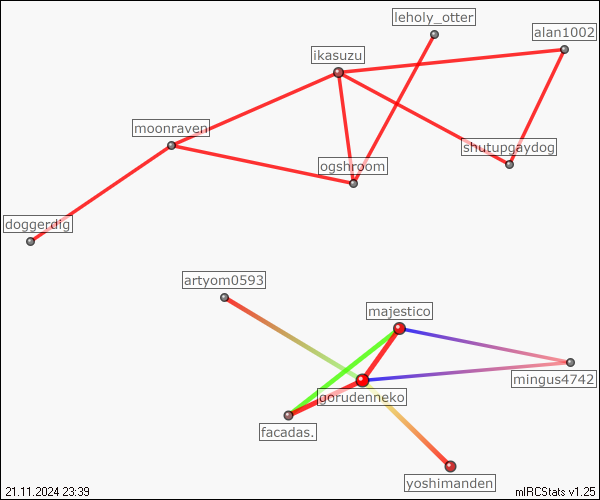 leholy_otter
alan1002
ikasuzu
moonraven
shutupgaydog
ogshroom
doggerdig
artyom0593
majestico
mingus4742
gorudenneko
facadas.
yoshimanden
21.11.2024 23:39
mIRCStats v1.25